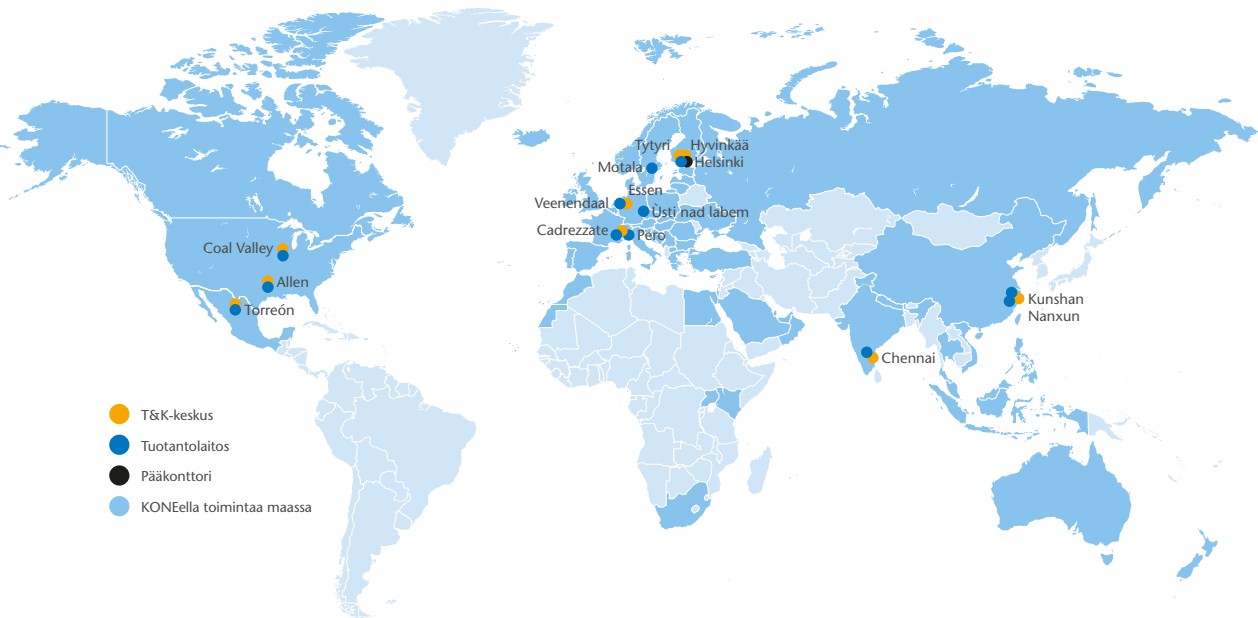 Tytyri
Hyvinkää
Motala
Helsinki
Essen
Veenendaal
Ùsti nad labem
Cadrezzate
Pero
Coal Valley
Allen
Torreón
Kunshan
Nanxun
Chennai
T&K-keskus
Tuotantolaitos
Pääkonttori
KONEella toimintaa maassa